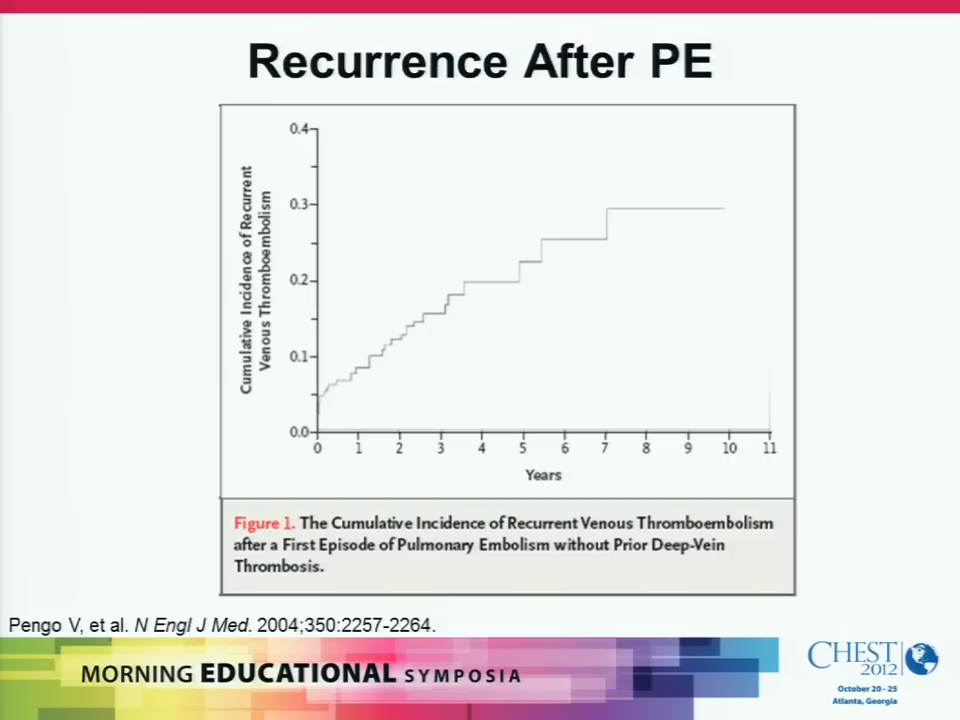 Recurrence After PE
Cumulative Incidence of Recurrent
Venous Thromboembolism
0.4
0.3
0.2
0.1
0.0
0 1 2 3 4 5 6 7 8 9 10 11
Years
Figure 1. The Cumulative Incidence of Recurrent Venous Thromboembolism
after a First Episode of Pulmonary Embolism without Prior Deep-Vein
Thrombosis.
Pengo V, et al. N Engl J Med. 2004;350:2257-2264.
MORNING EDUCATIONAL SYMPOSIA
CHEST
2012
October 20 - 25
Atlanta, Georgia